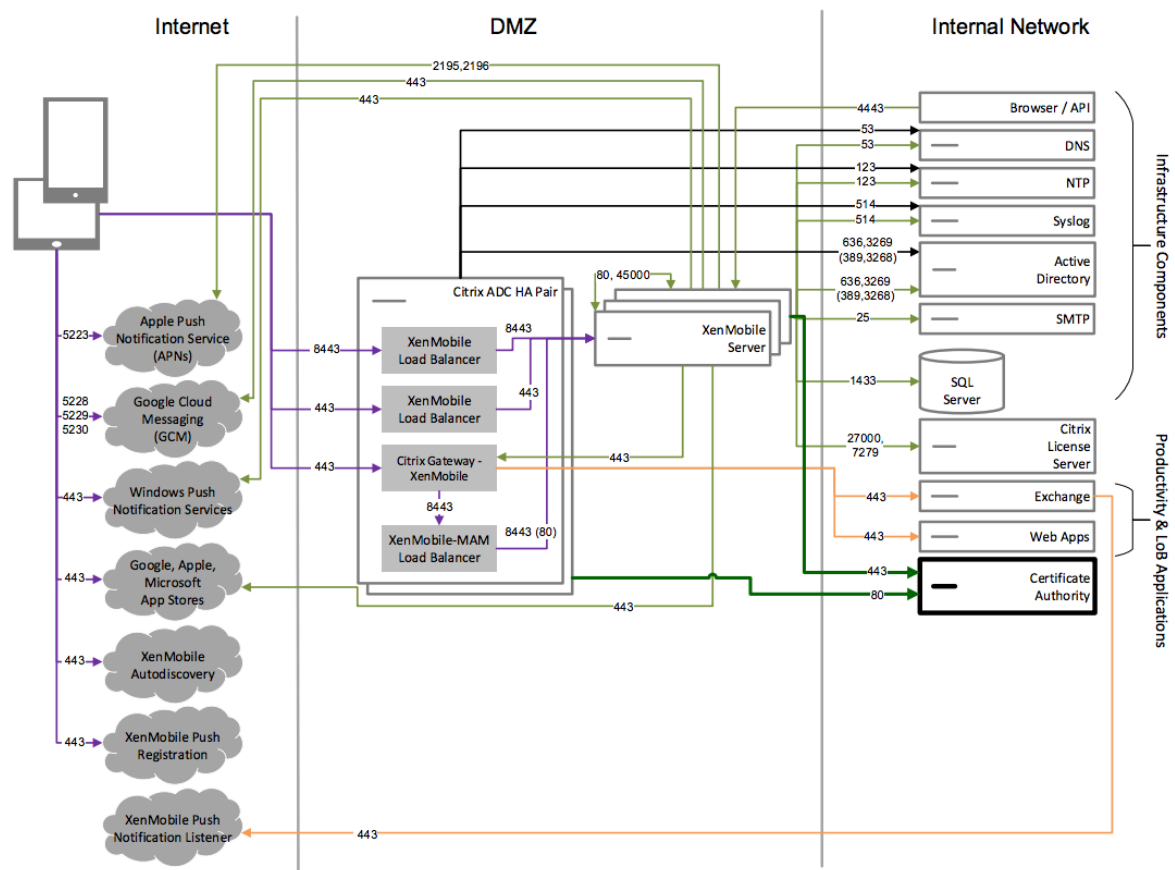 Internet
DMZ
Internal Network
2195,2196
443
443
4443
Browser / API
53
53
DNS
123
123
NTP
514
514
Syslog
636,3269
(389,3268)
636,3269
(389,3268)
Active
Directory
25
SMTP
1433
SQL
Server
27000,
7279
Citrix
License
Server
443
Exchange
443
Web Apps
443
80
Certificate
Authority
Infrastructure Components
Productivity & LoB Applications
80, 45000
Citrix ADC HA Pair
XenMobile
Server
XenMobile
Load Balancer
8443
8443
XenMobile
Load Balancer
443
443
Citrix Gateway -
XenMobile
443
443
8443
XenMobile-MAM
Load Balancer
8443 (80)
443
5223
Apple Push
Notification Service
(APNs)
5228
5229
5230
Google Cloud
Messaging
(GCM)
443
Windows Push
Notification Services
443
Google, Apple,
Microsoft
App Stores
443
XenMobile
Autodiscovery
443
XenMobile Push
Registration
XenMobile Push
Notification Listener
443